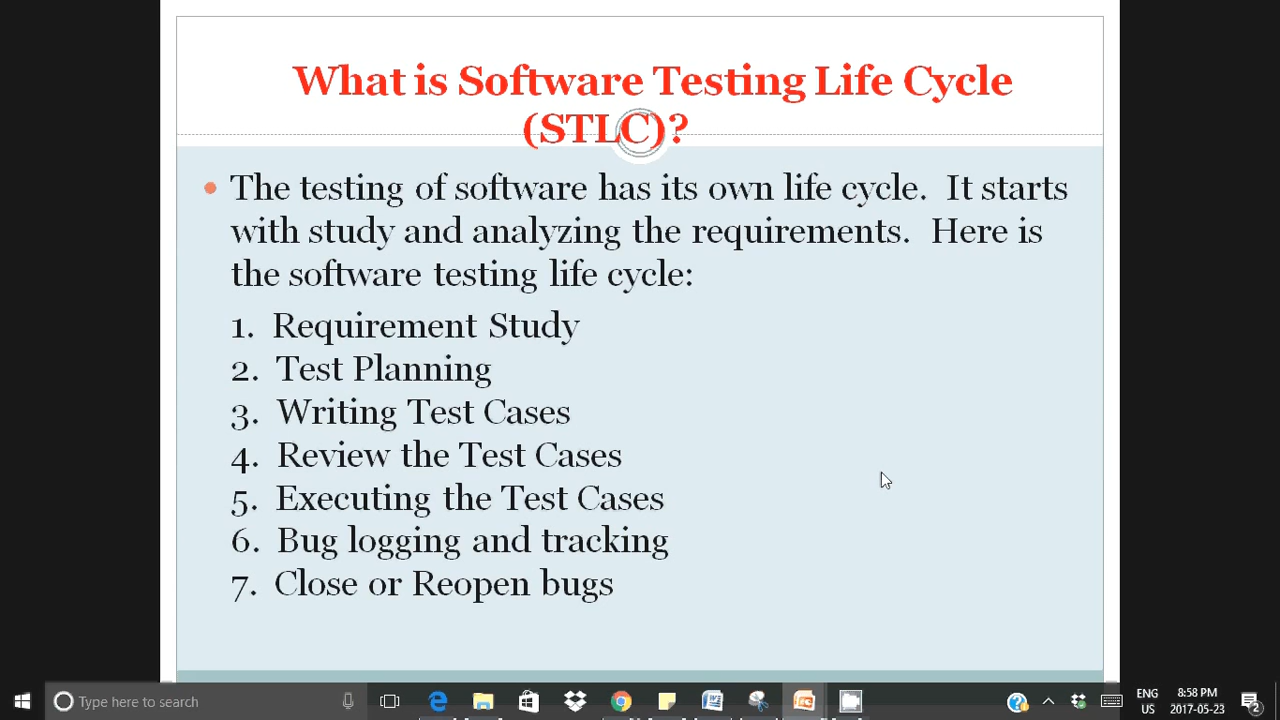 What is Software Testing Life Cycle
(STLC)?
The testing of software has its own life cycle. It starts
with study and analyzing the requirements. Here is
the software testing life cycle:
1. Requirement Study
2. Test Planning
3. Writing Test Cases
4. Review the Test Cases
5. Executing the Test Cases
6. Bug logging and tracking
7. Close or Reopen bugs
Type here to search
ENG
US
8:58 PM
2017-05-23
2